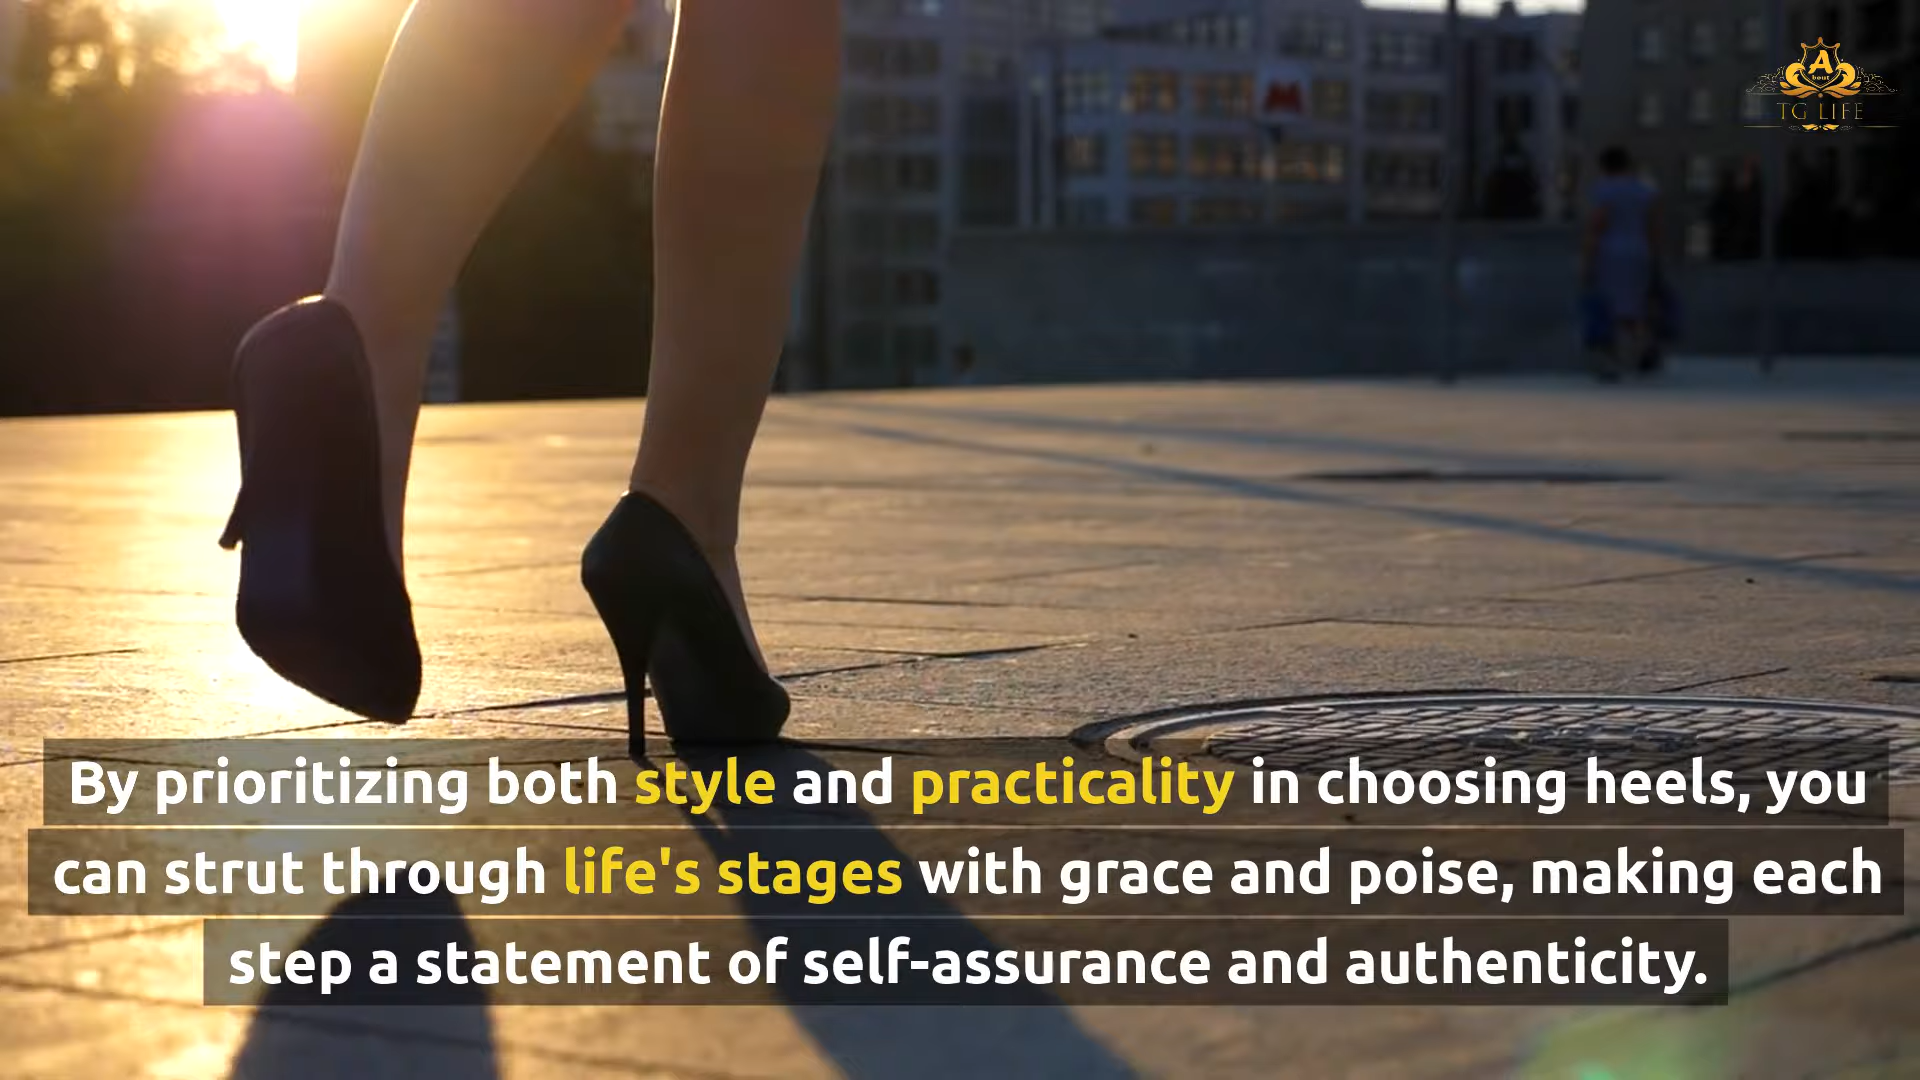 A
bout
TG LIFE
M
By prioritizing both style and practicality in choosing heels, you
can strut through life's stages with grace and poise, making each
step a statement of self-assurance and authenticity.